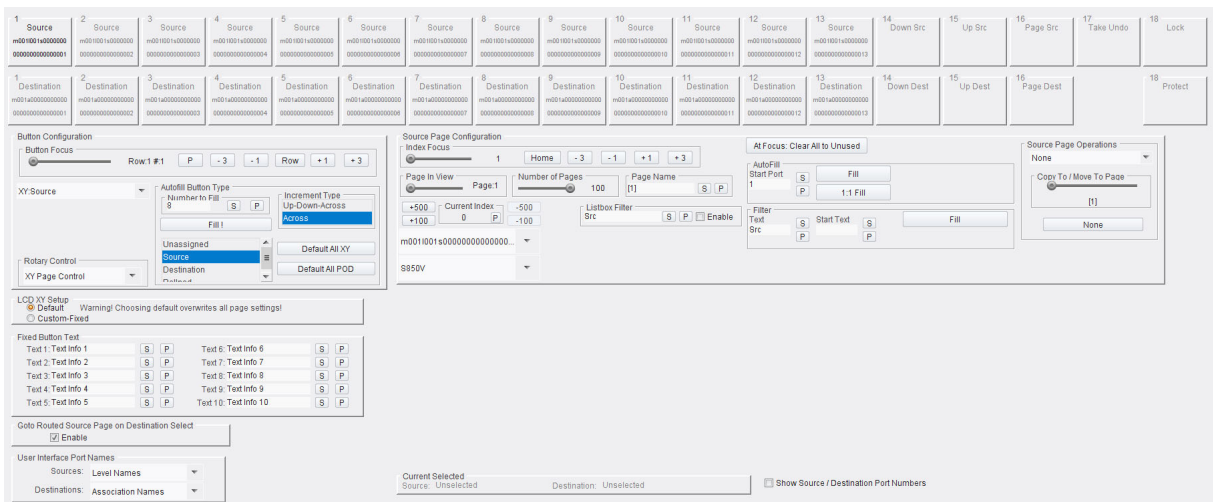 1 2 3 4 5 6 7 8 9 10 11 12 13 14 15 16 17 18
Source Source Source Source Source Source Source Source Source Source Source Source Source Down Src Up Src Page Src Take Undo Lock
1 2 3 4 5 6 7 8 9 10 11 12 13 14 15 16 18
Destination Destination Destination Destination Destination Destination Destination Destination Destination Destination Destination Destination Destination Down Dest Up Dest Page Dest Protect
Button Configuration
Button Focus
Row:1 #:1 P - 3 - 1 Row + 1 + 3
XY:Source
Autofill Button Type
Number to Fill
8 S P
Fill !
Increment Type
Up-Down-Across
Across
Unassigned
Source
Destination
Default All XY
Default All POD
Rotary Control
XY Page Control
Source Page Configuration
Index Focus
1 Home - 3 - 1 + 1 + 3
Page In View
Page:1
Number of Pages
100
Page Name
[1] S P
+500 Current Index -500
+100 0 P -100
Listbox Filter
Src S P Enable
m001l001s00000000000000...
S850V
At Focus: Clear All to Unused
AutoFill
Start Port
1 S P
Fill
1:1 Fill
Filter
Text
Src S P
Start Text S P
Fill
Source Page Operations
None
Copy To / Move To Page
[1]
None
LCD XY Setup
Default Warning! Choosing default overwrites all page settings!
Custom-Fixed
Fixed Button Text
Text 1: Text Info 1 S P Text 6: Text Info 6 S P
Text 2: Text Info 2 S P Text 7: Text Info 7 S P
Text 3: Text Info 3 S P Text 8: Text Info 8 S P
Text 4: Text Info 4 S P Text 9: Text Info 9 S P
Text 5: Text Info 5 S P Text 10: Text Info 10 S P
Goto Routed Source Page on Destination Select
Enable
User Interface Port Names
Sources: Level Names
Destinations: Association Names
Current Selected
Source: Unselected Destination: Unselected
Show Source / Destination Port Numbers